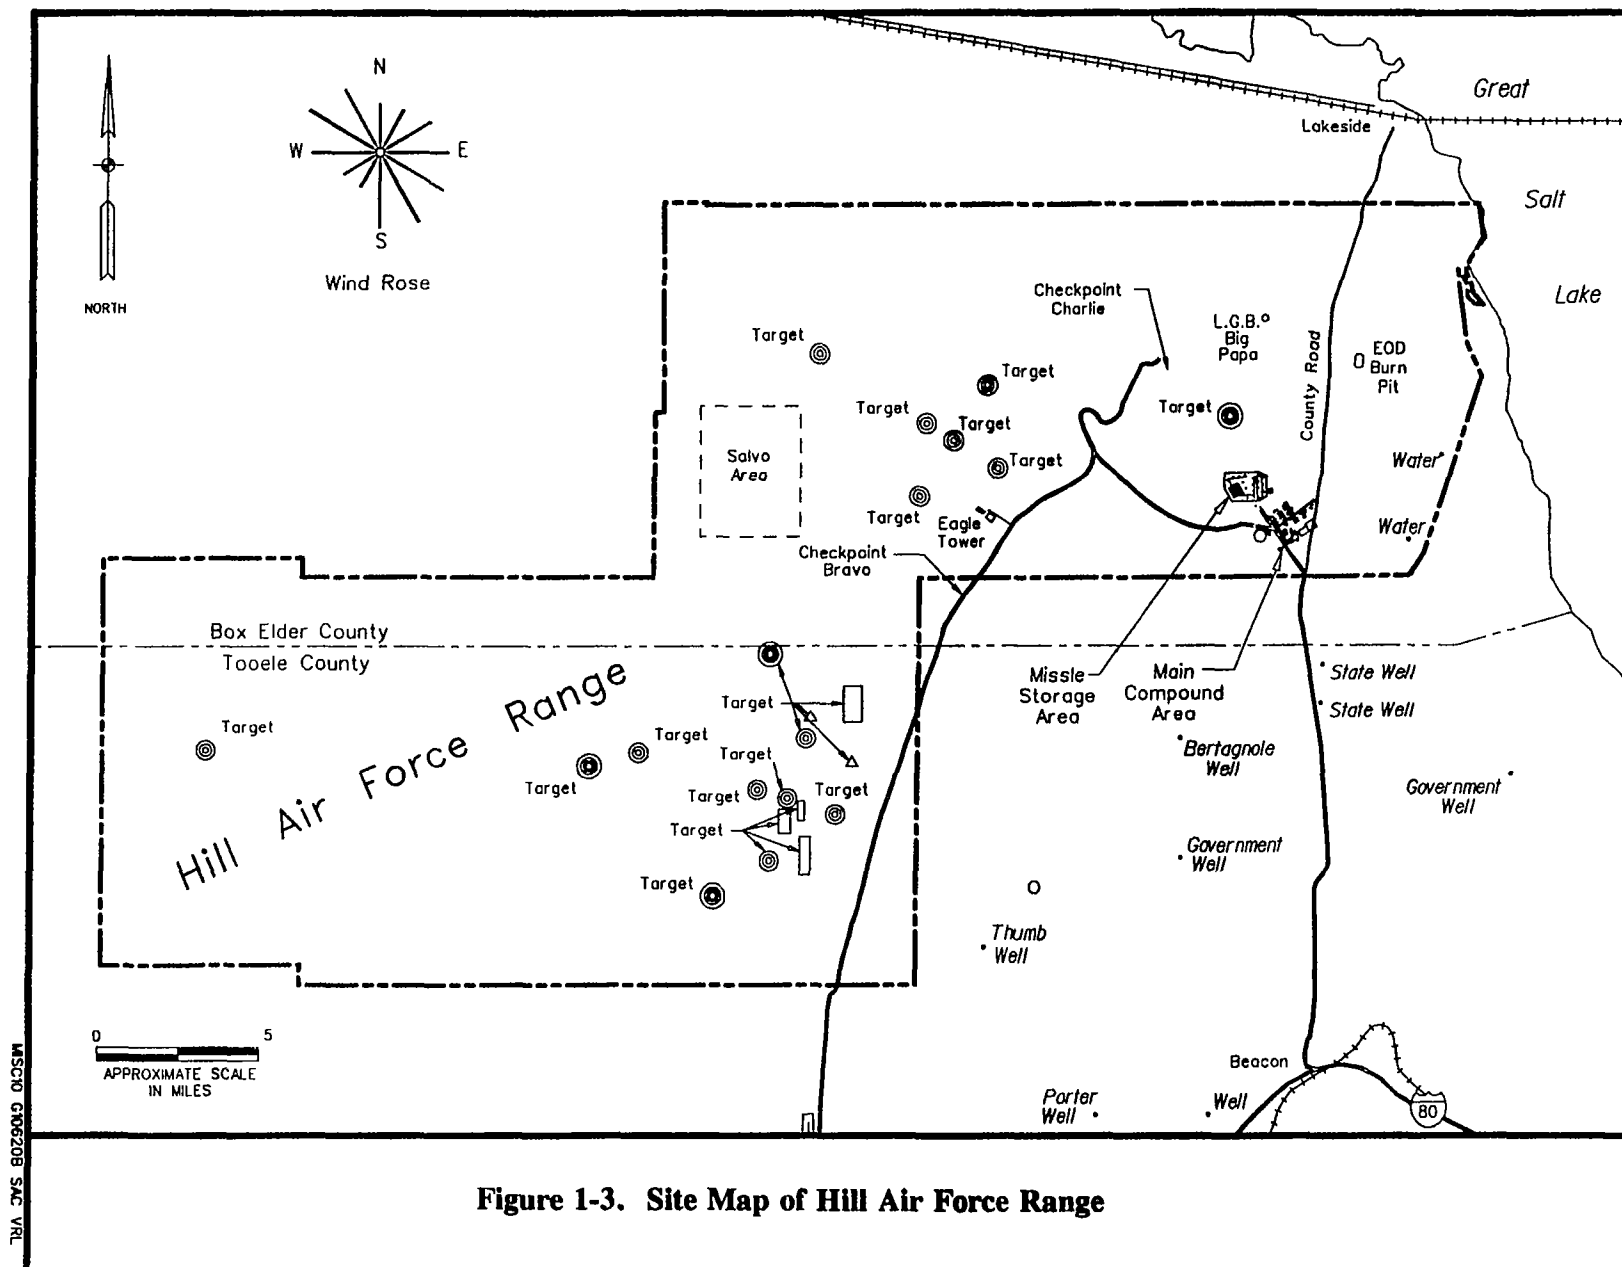 N
W
E
S
Wind Rose
NORTH
Great
Salt
Lake
Lakeside
Checkpoint
Charlie
L.G.B.
Big
Papa
County Road
EOD
Burn
Pit
Target
Target
Target
Target
Target
Target
Target
Salvo
Area
Eagle
Tower
Checkpoint
Bravo
Water
Water
Box Elder County
Tooele County
Hill Air Force Range
Missle
Storage
Area
Main
Compound
Area
State Well
State Well
Bertagnole
Well
Government
Well
Government
Well
Target
Target
Target
Target
Target
Target
Target
Target
Target
Thumb
Well
0
5
APPROXIMATE SCALE
IN MILES
Beacon
Porter
Well
Well
80
MSC10 G106208 SAC VRL
Figure 1-3. Site Map of Hill Air Force Range